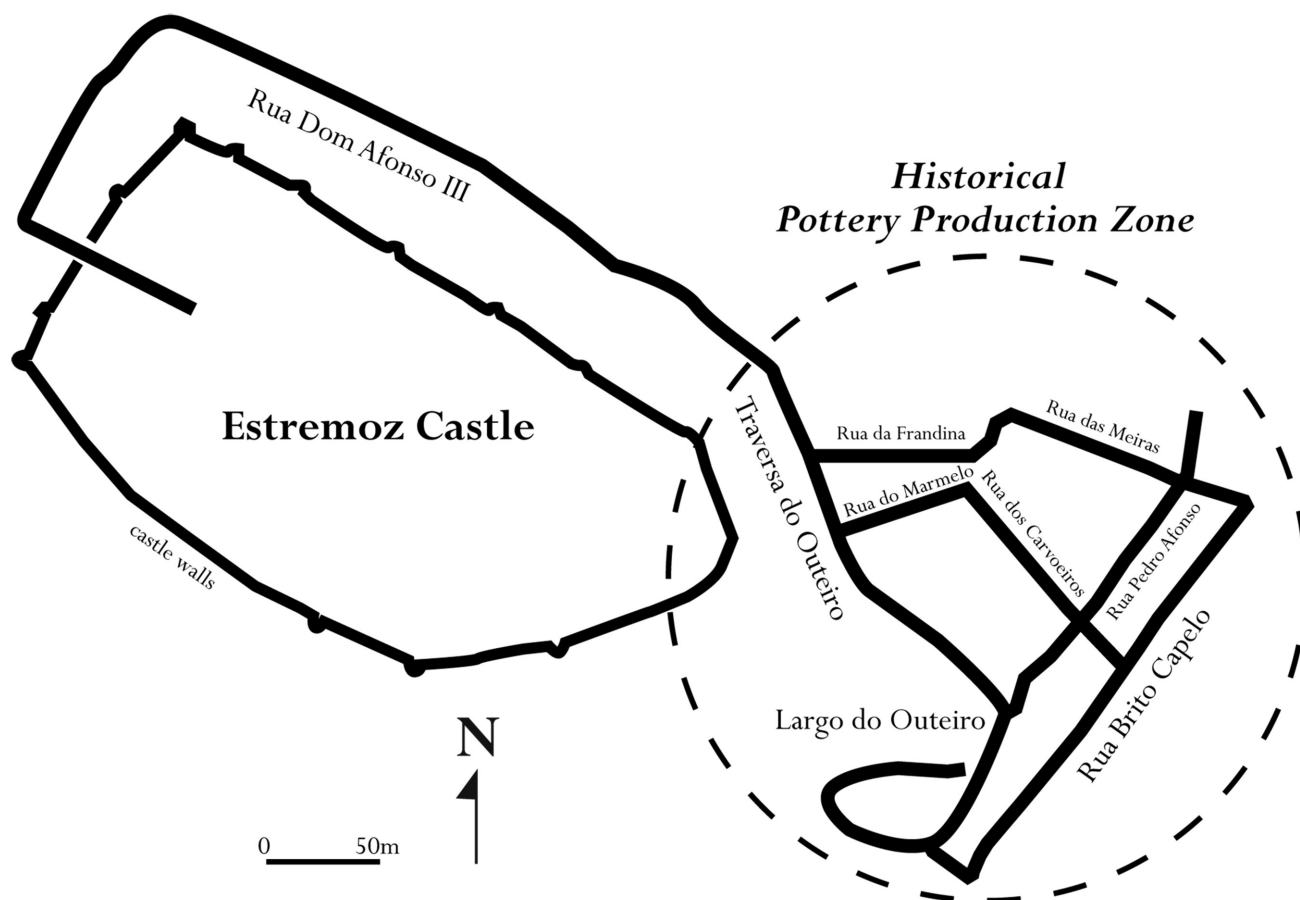 Rua Dom Afonso III
Historical
Pottery Production Zone
Estremoz Castle
castle walls
Traversa do Outeiro
Rua da Frandina
Rua das Meiras
Rua do Marmelo
Rua dos Carvoeiros
Rua Pedro Afonso
Rua Brito Capelo
Largo do Outeiro
N
0 50m